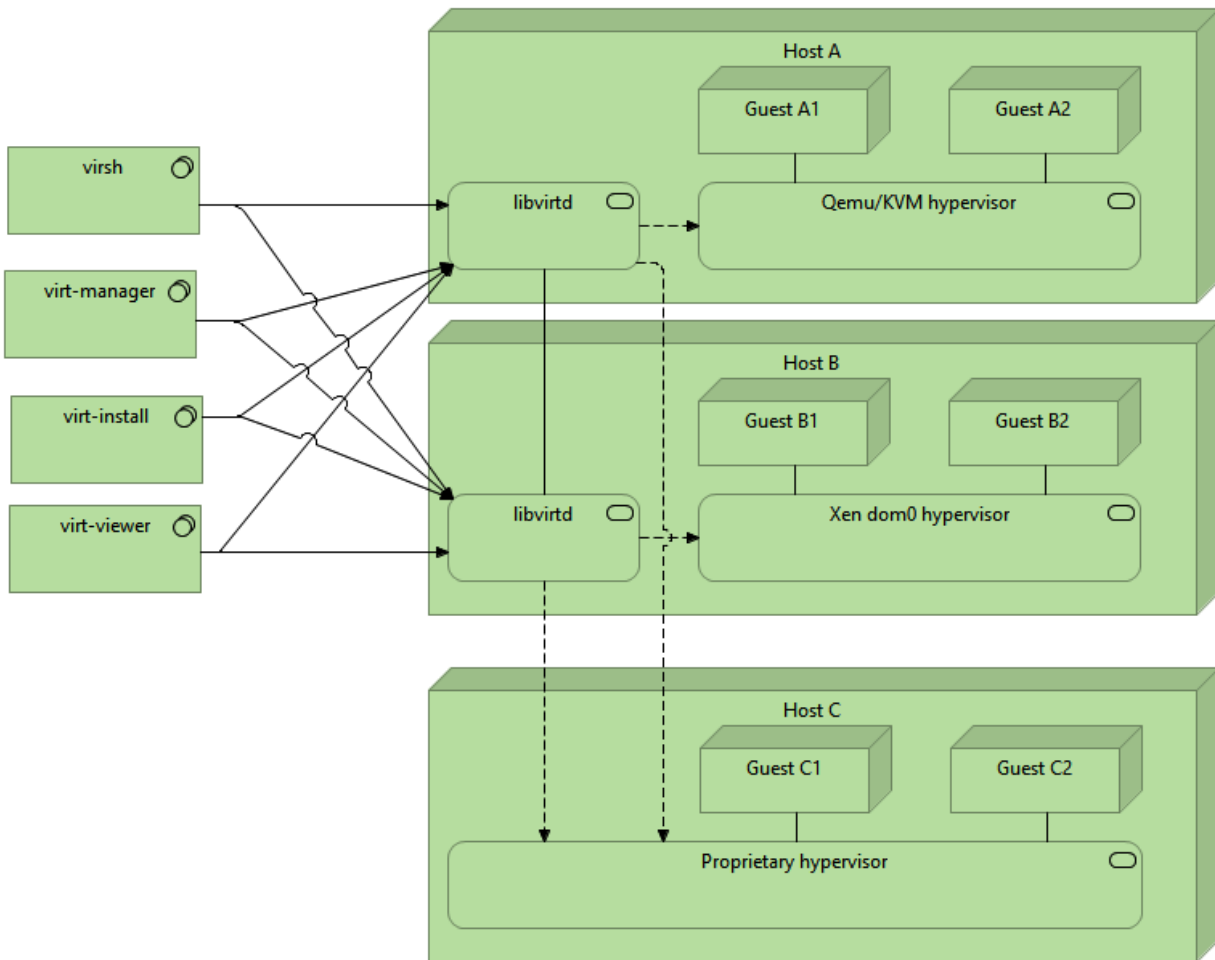 Host A
Guest A1
Guest A2
virsh
libvirtd
Qemu/KVM hypervisor
virt-manager
Host B
virt-install
Guest B1
Guest B2
virt-viewer
libvirtd
Xen dom0 hypervisor
Host C
Guest C1
Guest C2
Proprietary hypervisor